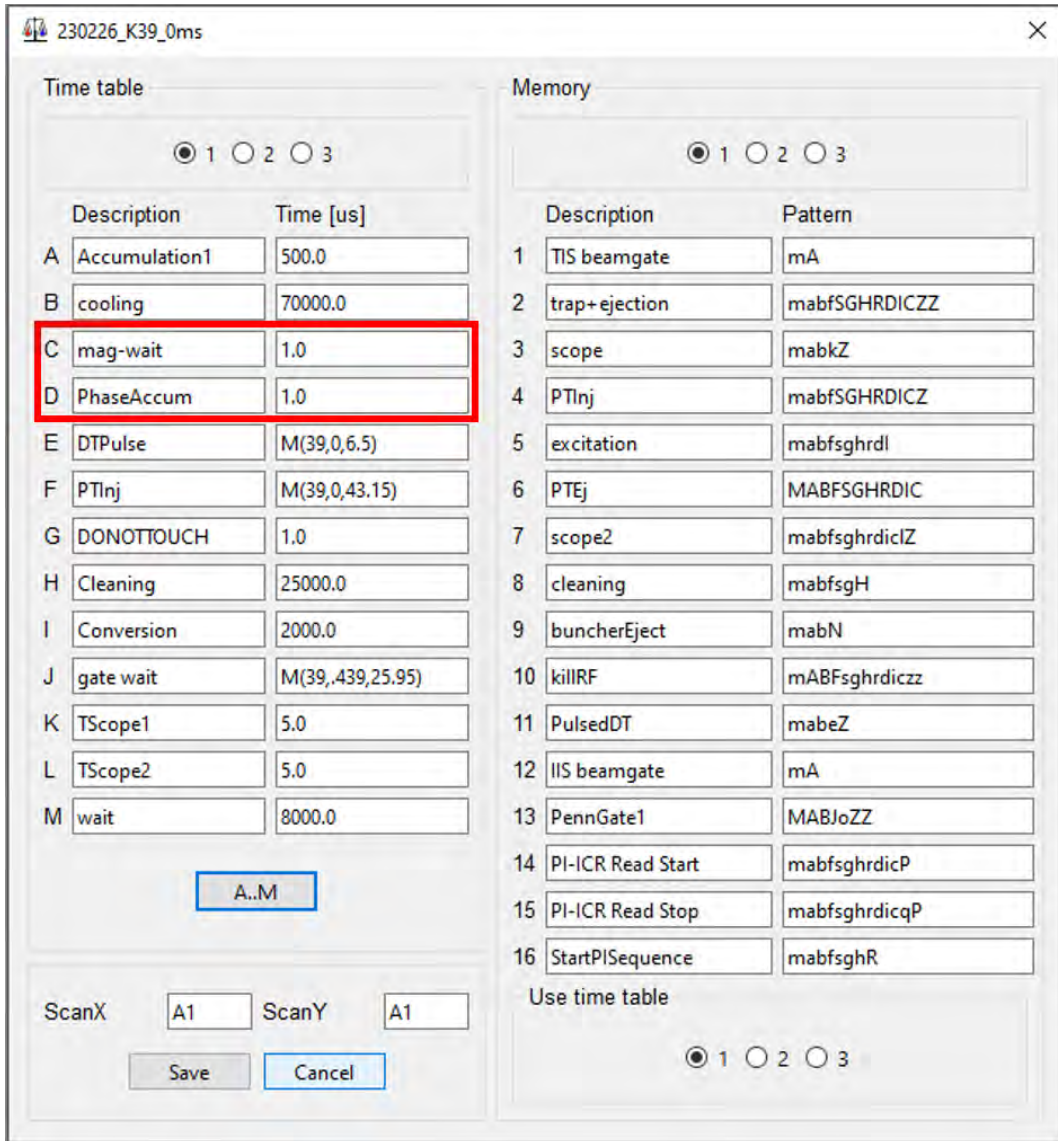 230226_K39_0ms
Time table
1 2 3
Description Time [us]
A Accumulation1 500.0
B cooling 70000.0
C mag-wait 1.0
D PhaseAccum 1.0
E DTPulse M(39,0,6.5)
F PTInj M(39,0,43.15)
G DONOTTOUCH 1.0
H Cleaning 25000.0
I Conversion 2000.0
J gate wait M(39,.439,25.95)
K TScope1 5.0
L TScope2 5.0
M wait 8000.0
A..M
ScanX A1 ScanY A1
Save Cancel
Memory
1 2 3
Description Pattern
1 TIS beamgate mA
2 trap+ejection mabfSGHRDICZZ
3 scope mabkZ
4 PTInj mabfSGHRDICZ
5 excitation mabfsghrdI
6 PTEj MABFSGHRDIC
7 scope2 mabfsghrdiclZ
8 cleaning mabfsgH
9 buncherEject mabN
10 killRF mABFsghrdiczz
11 PulsedDT mabeZ
12 IIS beamgate mA
13 PennGate1 MABJoZZ
14 PI-ICR Read Start mabfsghrdicP
15 PI-ICR Read Stop mabfsghrdicqP
16 StartPISequence mabfsghR
Use time table
1 2 3